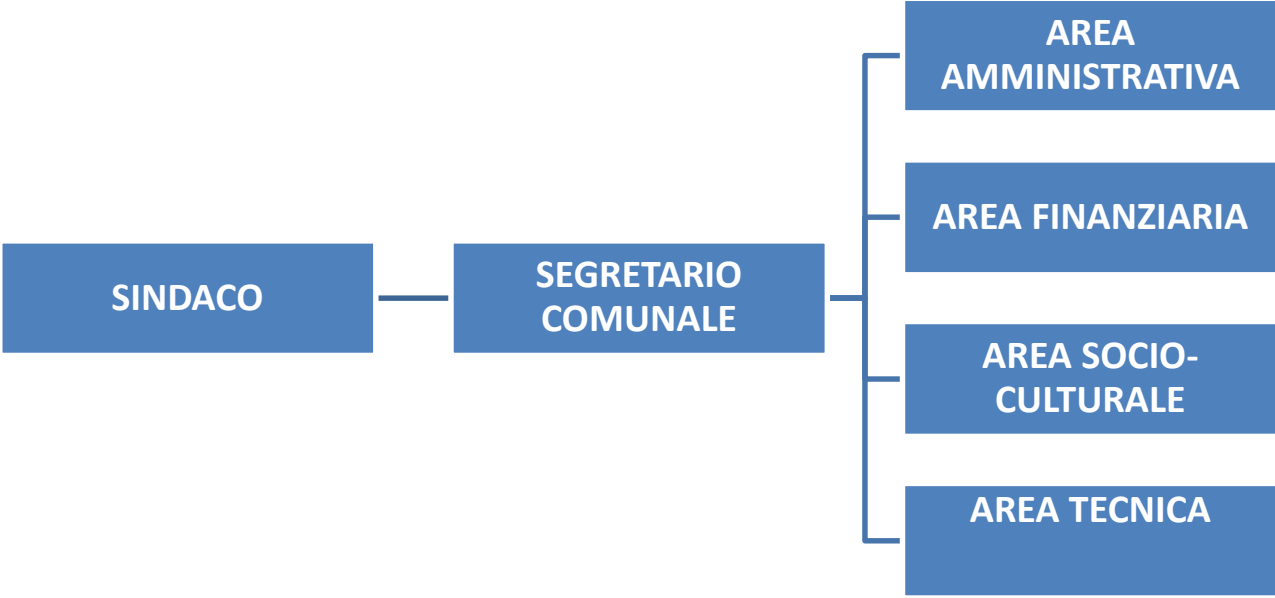 SINDACO
SEGRETARIO
COMUNALE
AREA
AMMINISTRATIVA
AREA FINANZIARIA
AREA SOCIO-
CULTURALE
AREA TECNICA